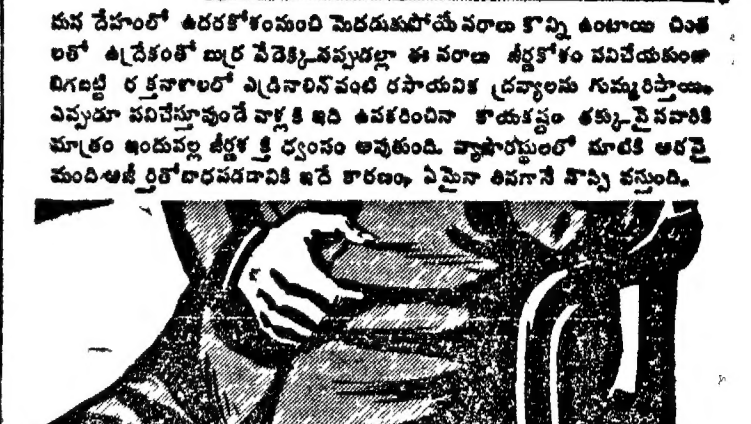 మన దేహంలో ఉదరకోశంనుంచి మెదడుకుపోయే నరాలు కొన్ని ఉంటాయి చింత
లతో ఉద్రేకంతో బుర్ర వేడెక్కినప్పుడల్లా ఈ నరాలు జీర్ణకోశం పనిచేయకుండా
బిగబట్టి రక్తనాళాలలో ఎడ్రినాలిన్ వంటి రసాయనిక ద్రవ్యాలను గుమ్మరిస్తాయి.
ఎప్పుడూ పనిచేస్తూవుండే వాళ్లకి ఇది ఉపకరించినా కాయకష్టం తక్కువైనవారికి
మాత్రం ఇందువల్ల జీర్ణశక్తి ధ్వంసం అవుతుంది. వ్యాపారస్థులలో నూటికి అరవై
మంది అజీర్తితో బాధపడడానికి ఇదే కారణం, ఏమైనా తినగానే నొప్పి వస్తుంది.